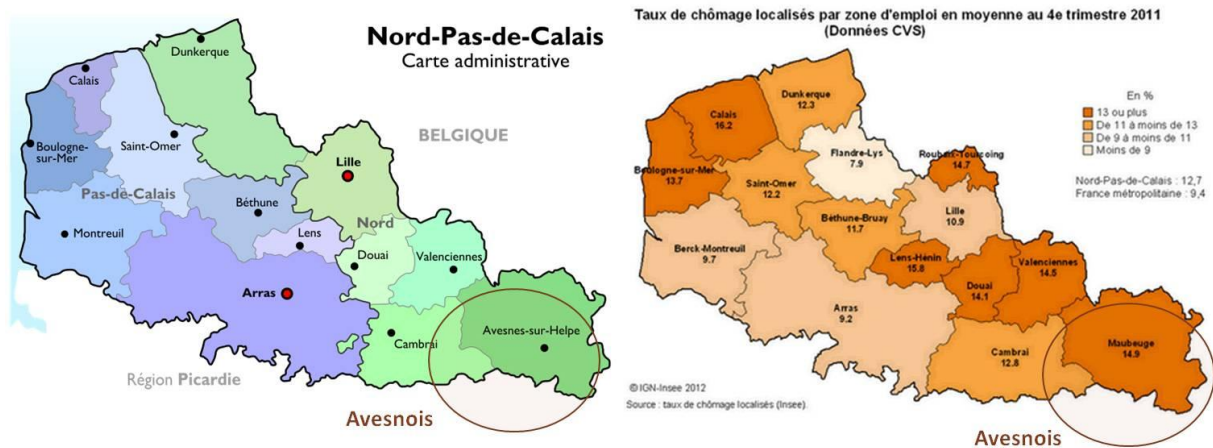 Nord-Pas-de-Calais
Carte administrative
Dunkerque
Calais
BELGIQUE
Boulogne-
sur-Mer
Saint-Omer
Lille
Pas-de-Calais
Béthune
Nord
Lens
Montreuil
Douai
Valenciennes
Arras
Avesnes-sur-Helpe
Cambrai
Région Picardie
Avesnois
Taux de chômage localisés par zone d'emploi en moyenne au 4e trimestre 2011
(Données CVS)
En %
13 ou plus
De 11 à moins de 13
De 9 à moins de 11
Moins de 9
Nord-Pas-de-Calais : 12,7
France métropolitaine : 9,4
Dunkerque
12.3
Calais
16.2
Flandre-Lys
7.9
Roubaix-Tourcoing
14.7
Boulogne-sur-Mer
13.7
Saint-Omer
12.2
Béthune-Bruay
11.7
Lille
10.9
Berck-Montreuil
9.7
Lens-Hénin
15.8
Valenciennes
14.5
Douai
14.1
Arras
9.2
Maubeuge
14.9
Cambrai
12.8
© IGN-Insee 2012
Source : taux de chômage localisés (Insee).
Avesnois